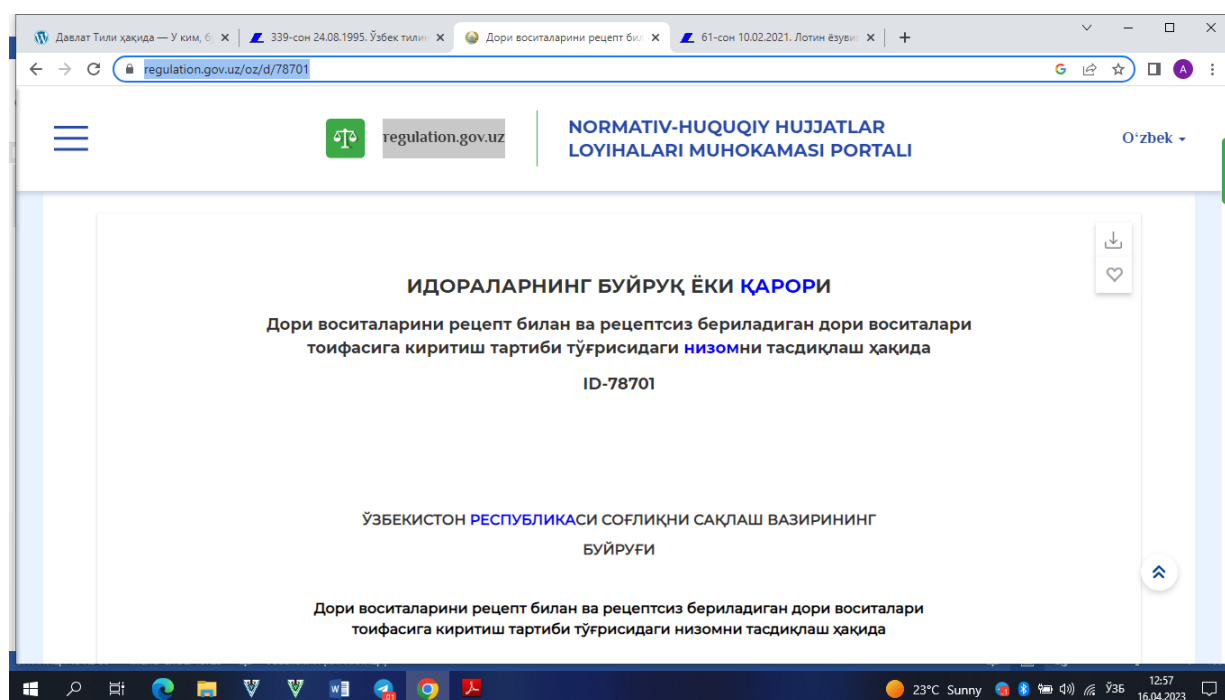 Давлат Тили ҳақида — У ким, б
339-сон 24.08.1995. Ўзбек тилин
Дори воситаларини рецепт бил
61-сон 10.02.2021. Лотин ёзувиг
regulation.gov.uz/oz/d/78701
A
regulation.gov.uz
NORMATIV-HUQUQIY HUJJATLAR
LOYIHALARI MUHOKAMASI PORTALI
O‘zbek
ИДОРАЛАРНИНГ БУЙРУҚ ЁКИ ҚАРОРИ
Дори воситаларини рецепт билан ва рецептсиз бериладиган дори воситалари
тоифасига киритиш тартиби тўғрисидаги низомни тасдиқлаш ҳақида
ID-78701
ЎЗБЕКИСТОН РЕСПУБЛИКАСИ СОҒЛИҚНИ САҚЛАШ ВАЗИРИНИНГ
БУЙРУҒИ
Дори воситаларини рецепт билан ва рецептсиз бериладиган дори воситалари
тоифасига киритиш тартиби тўғрисидаги низомни тасдиқлаш ҳақида
23°C Sunny
ЎЗБ
12:57
16.04.2023